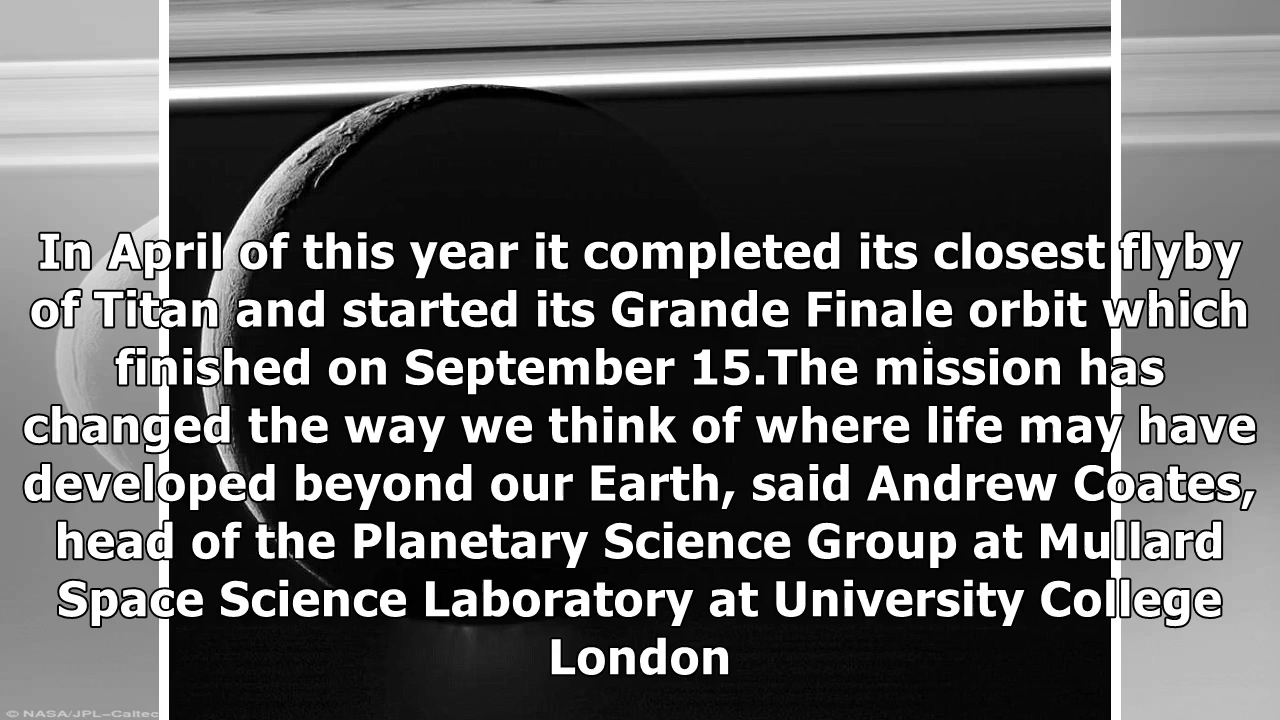 In April of this year it completed its closest flyby
of Titan and started its Grande Finale orbit which
finished on September 15.The mission has
changed the way we think of where life may have
developed beyond our Earth, said Andrew Coates,
head of the Planetary Science Group at Mullard
Space Science Laboratory at University College
London
© NASA/JPL-Caltec